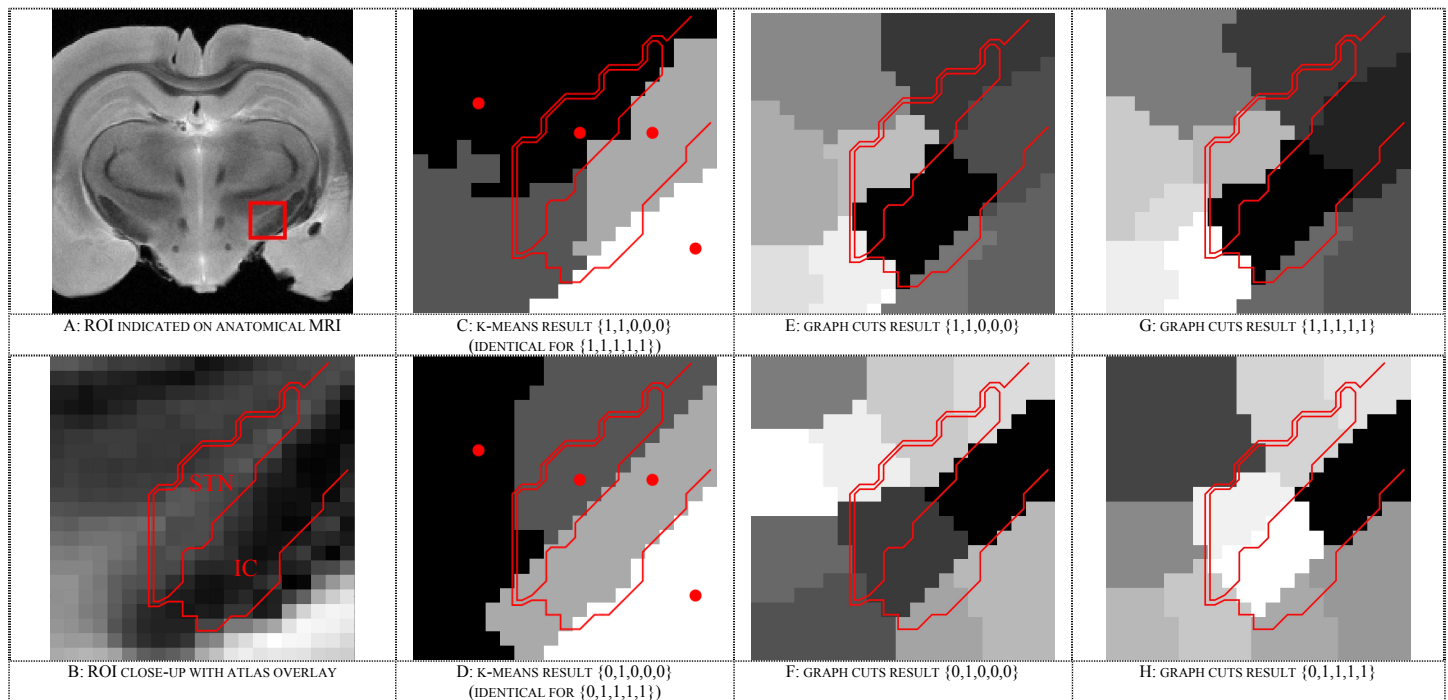 A: ROI INDICATED ON ANATOMICAL MRI
C: K-MEANS RESULT {1,1,0,0,0}
(IDENTICAL FOR {1,1,1,1,1})
E: GRAPH CUTS RESULT {1,1,0,0,0}
G: GRAPH CUTS RESULT {1,1,1,1,1}
STN
IC
B: ROI CLOSE-UP WITH ATLAS OVERLAY
D: K-MEANS RESULT {0,1,0,0,0}
(IDENTICAL FOR {0,1,1,1,1})
F: GRAPH CUTS RESULT {0,1,0,0,0}
H: GRAPH CUTS RESULT {0,1,1,1,1}